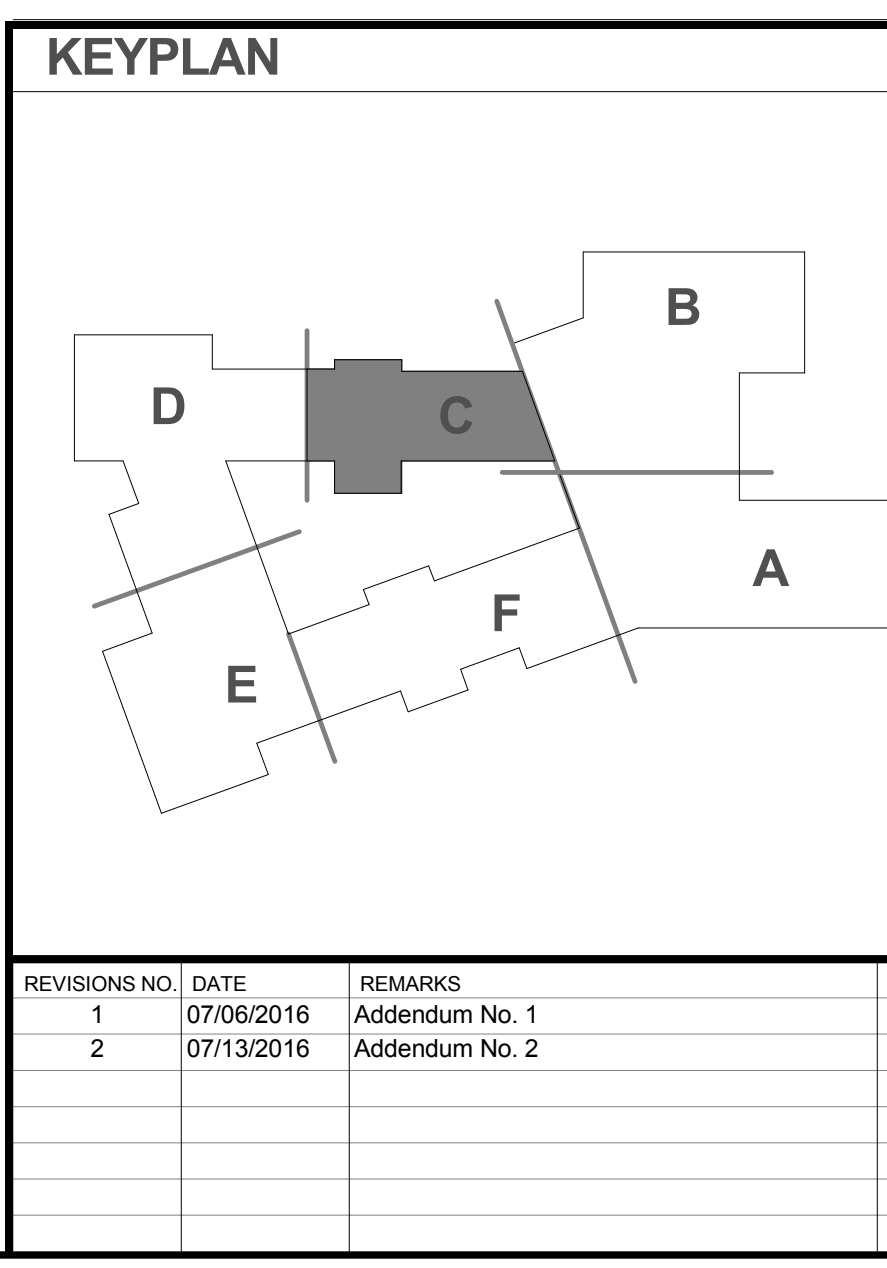 KEYPLAN
B
D
C
A
F
E
REVISIONS NO. DATE REMARKS
1 07/06/2016 Addendum No. 1
2 07/13/2016 Addendum No. 2